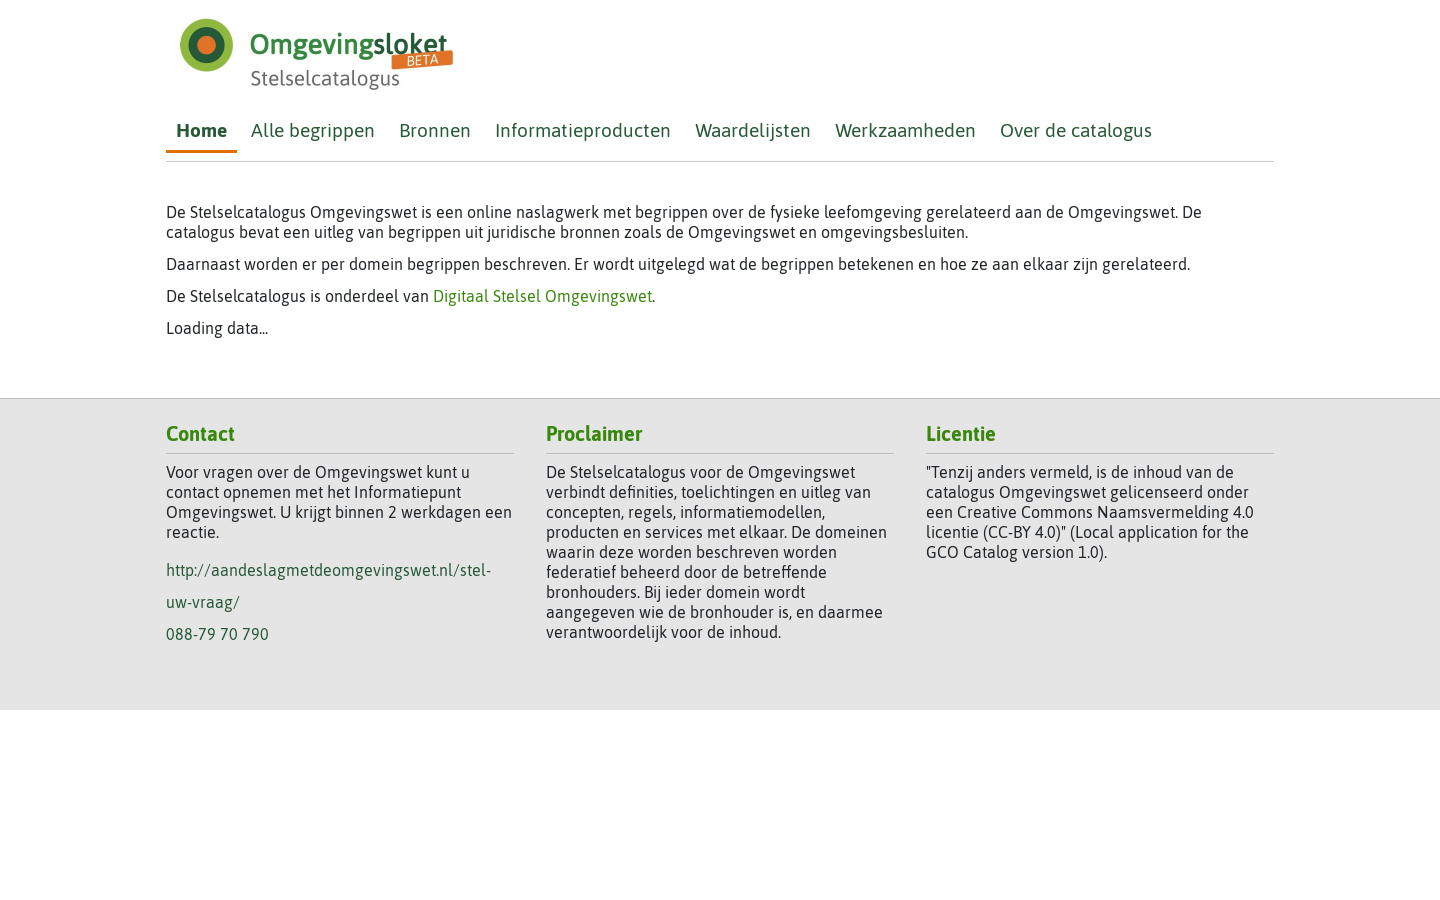 Omgevingsloket
BETA
Stelselcatalogus
Home Alle begrippen Bronnen Informatieproducten Waardelijsten Werkzaamheden Over de catalogus
De Stelselcatalogus Omgevingswet is een online naslagwerk met begrippen over de fysieke leefomgeving gerelateerd aan de Omgevingswet. De
catalogus bevat een uitleg van begrippen uit juridische bronnen zoals de Omgevingswet en omgevingsbesluiten.
Daarnaast worden er per domein begrippen beschreven. Er wordt uitgelegd wat de begrippen betekenen en hoe ze aan elkaar zijn gerelateerd.
De Stelselcatalogus is onderdeel van Digitaal Stelsel Omgevingswet.
Loading data...
Contact
Voor vragen over de Omgevingswet kunt u
contact opnemen met het Informatiepunt
Omgevingswet. U krijgt binnen 2 werkdagen een
reactie.
http://aandeslagmetdeomgevingswet.nl/stel-
uw-vraag/
088-79 70 790
Proclaimer
De Stelselcatalogus voor de Omgevingswet
verbindt definities, toelichtingen en uitleg van
concepten, regels, informatiemodellen,
producten en services met elkaar. De domeinen
waarin deze worden beschreven worden
federatief beheerd door de betreffende
bronhouders. Bij ieder domein wordt
aangegeven wie de bronhouder is, en daarmee
verantwoordelijk voor de inhoud.
Licentie
"Tenzij anders vermeld, is de inhoud van de
catalogus Omgevingswet gelicenseerd onder
een Creative Commons Naamsvermelding 4.0
licentie (CC-BY 4.0)" (Local application for the
GCO Catalog version 1.0).